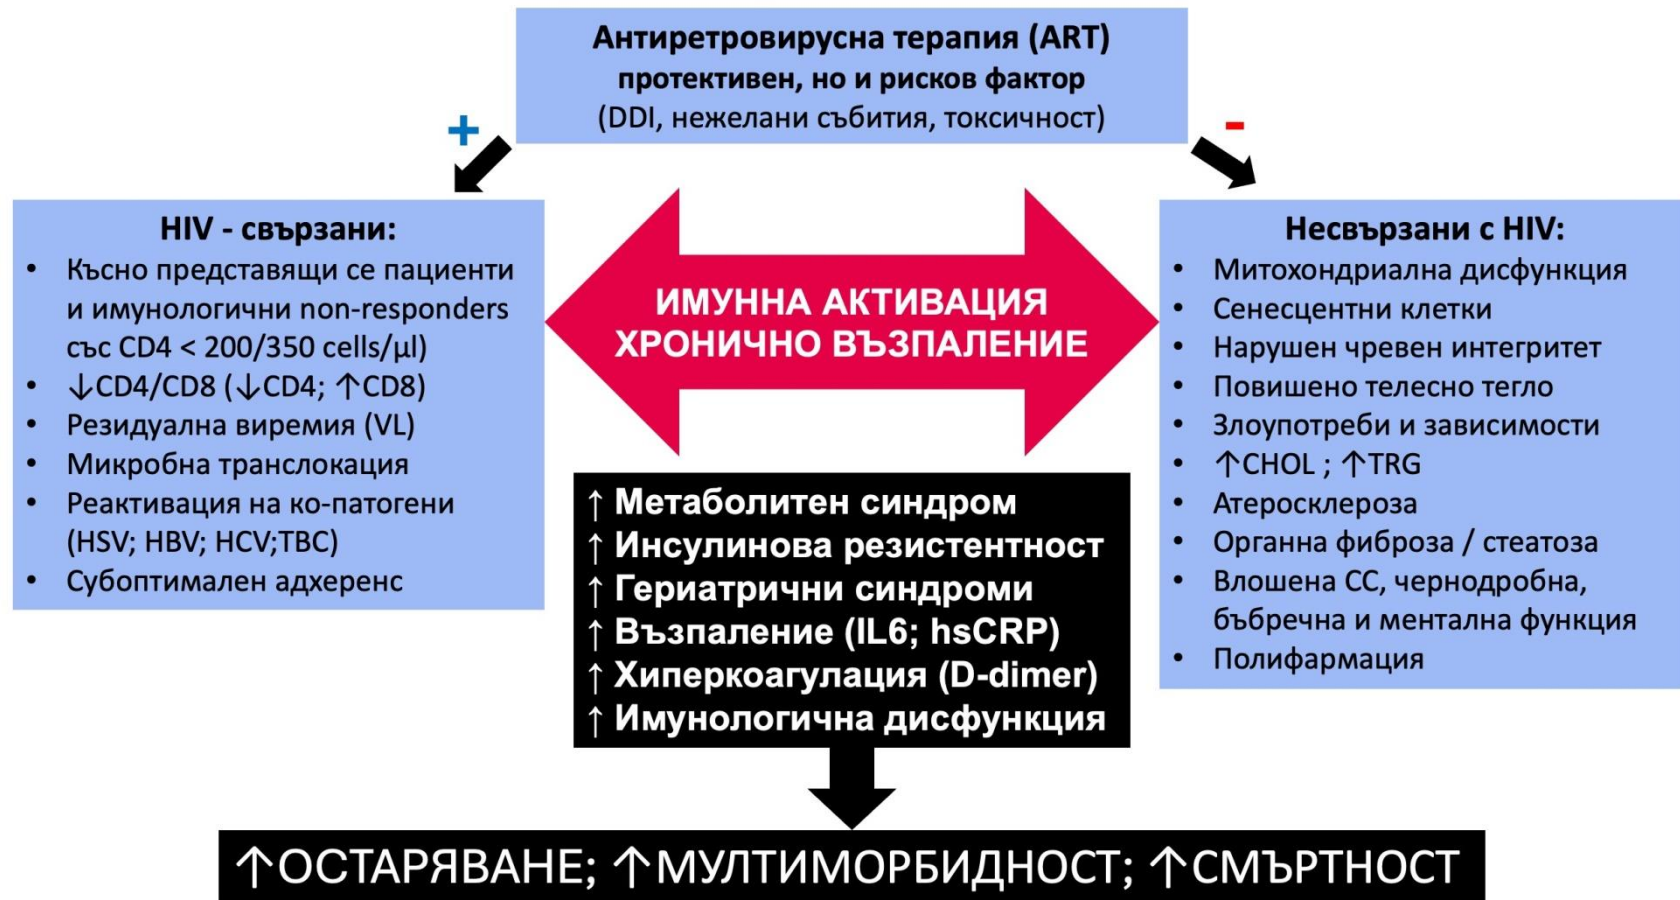 Антиретровирусна терапия (ART)
протективен, но и рисков фактор
(DDI, нежелани събития, токсичност)
+
-
HIV - свързани:
• Късно представящи се пациенти
и имунологични non-responders
със CD4 < 200/350 cells/µl)
• ↓CD4/CD8 (↓CD4; ↑CD8)
• Резидуална виремия (VL)
• Микробна транслокация
• Реактивация на ко-патогени
(HSV; HBV; HCV;TBC)
• Субоптимален адхеренс
ИМУННА АКТИВАЦИЯ
ХРОНИЧНО ВЪЗПАЛЕНИЕ
Несвързани с HIV:
• Митохондриална дисфункция
• Сенесцентни клетки
• Нарушен чревен интегритет
• Повишено телесно тегло
• Злоупотреби и зависимости
• ↑CHOL ; ↑TRG
• Атеросклероза
• Органна фиброза / стеатоза
• Влошена СС, чернодробна,
бъбречна и ментална функция
• Полифармация
↑ Метаболитен синдром
↑ Инсулинова резистентност
↑ Гериатрични синдроми
↑ Възпаление (IL6; hsCRP)
↑ Хиперкоагулация (D-dimer)
↑ Имунологична дисфункция
↑ОСТАРЯВАНЕ; ↑МУЛТИМОРБИДНОСТ; ↑СМЪРТНОСТ